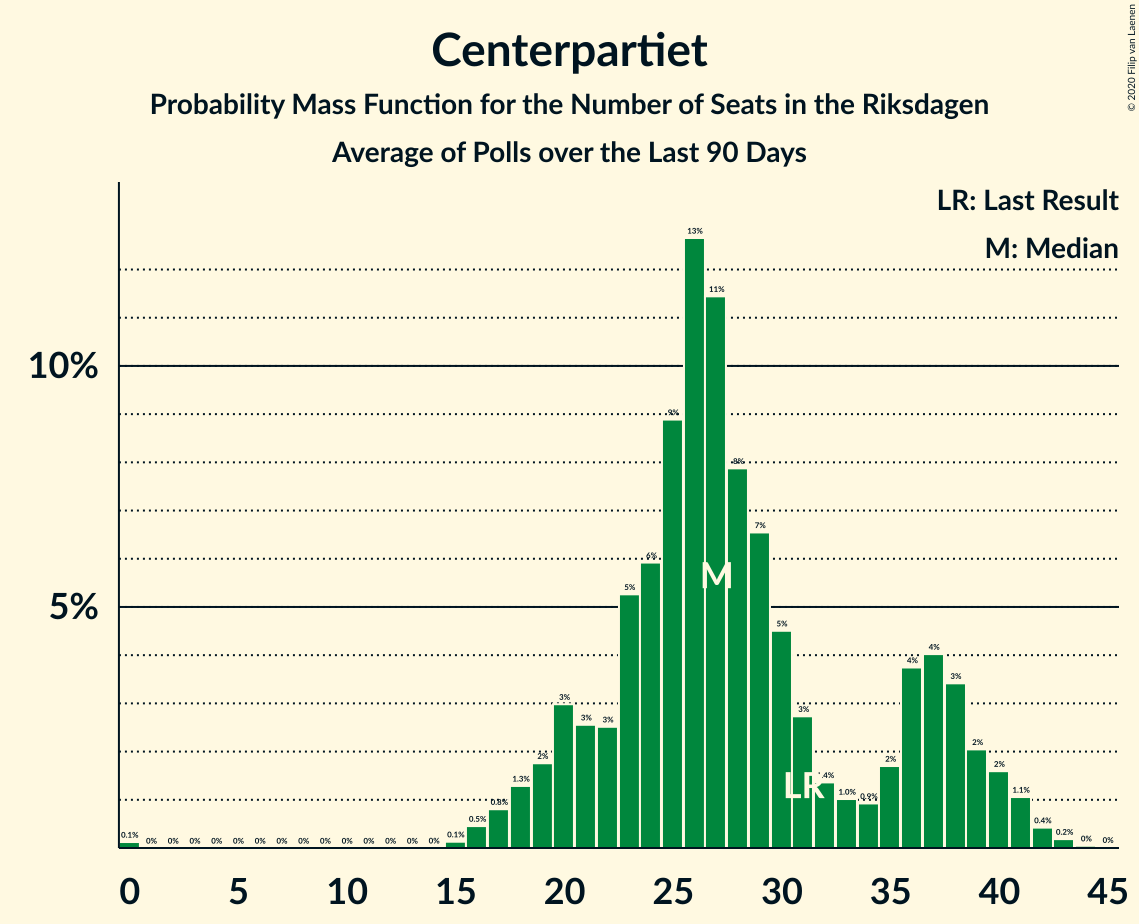 © 2020 Filip van Laenen
Centerpartiet
Probability Mass Function for the Number of Seats in the Riksdagen
Average of Polls over the Last 90 Days
LR: Last Result
M: Median
10%
5%
0.1% 0% 0% 0% 0% 0% 0% 0% 0% 0% 0% 0% 0% 0% 0% 0.1% 0.5% 0.8% 1.3% 2% 3% 3% 3% 5% 6% 9% 13% 11% 8% 7% 5% 3% 1.0% 0.9% 2% 4% 4% 3% 2% 2% 1.1% 0.4% 0.2% 0% 0%
M
LR
0 5 10 15 20 25 30 35 40 45